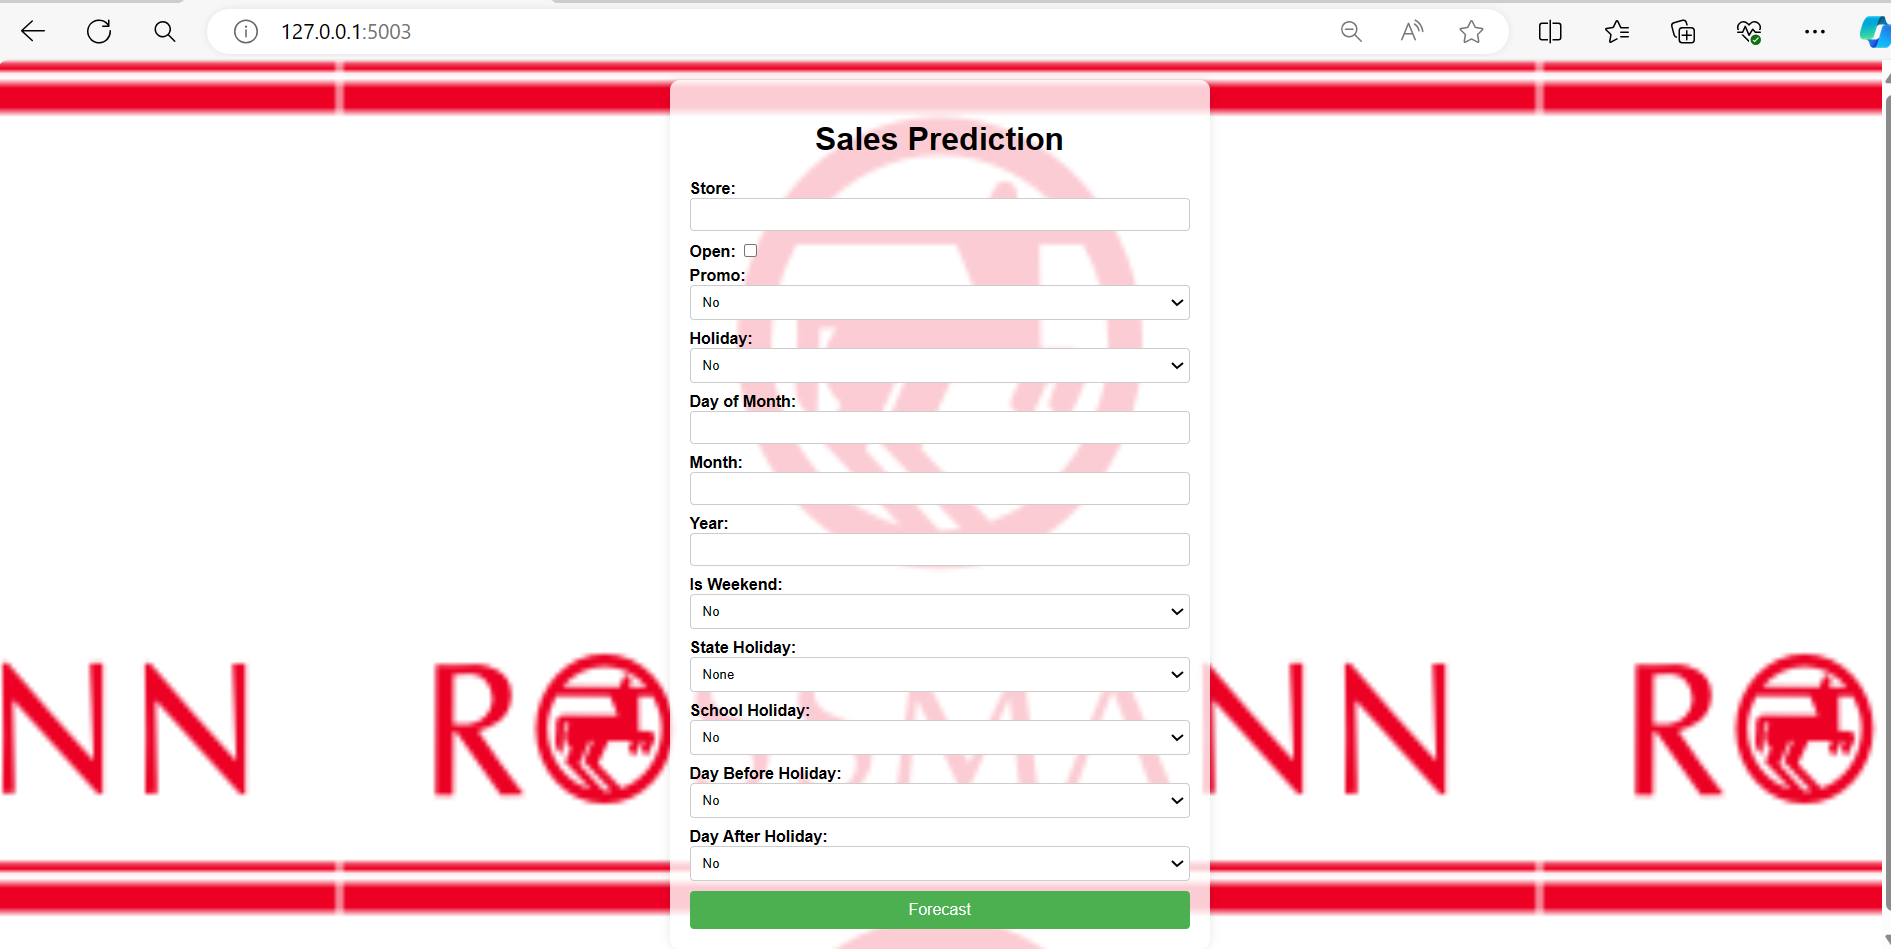 127.0.0.1:5003
Sales Prediction
Store:
Open:
Promo:
No
Holiday:
No
Day of Month:
Month:
Year:
Is Weekend:
No
State Holiday:
None
School Holiday:
No
NN R SSMANN R
Day Before Holiday:
No
Day After Holiday:
No
Forecast